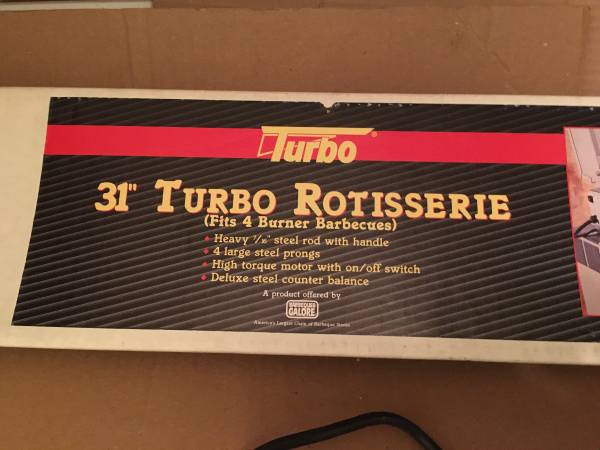 Turbo®
31" TURBO ROTISSERIE
(Fits 4 Burner Barbecues)
• Heavy 5/16" steel rod with handle
• 4 large steel prongs
• High torque motor with on/off switch
• Deluxe steel counter balance
A product offered by
BARBEQUES
GALORE
America's Largest Chain of Barbeque Stores